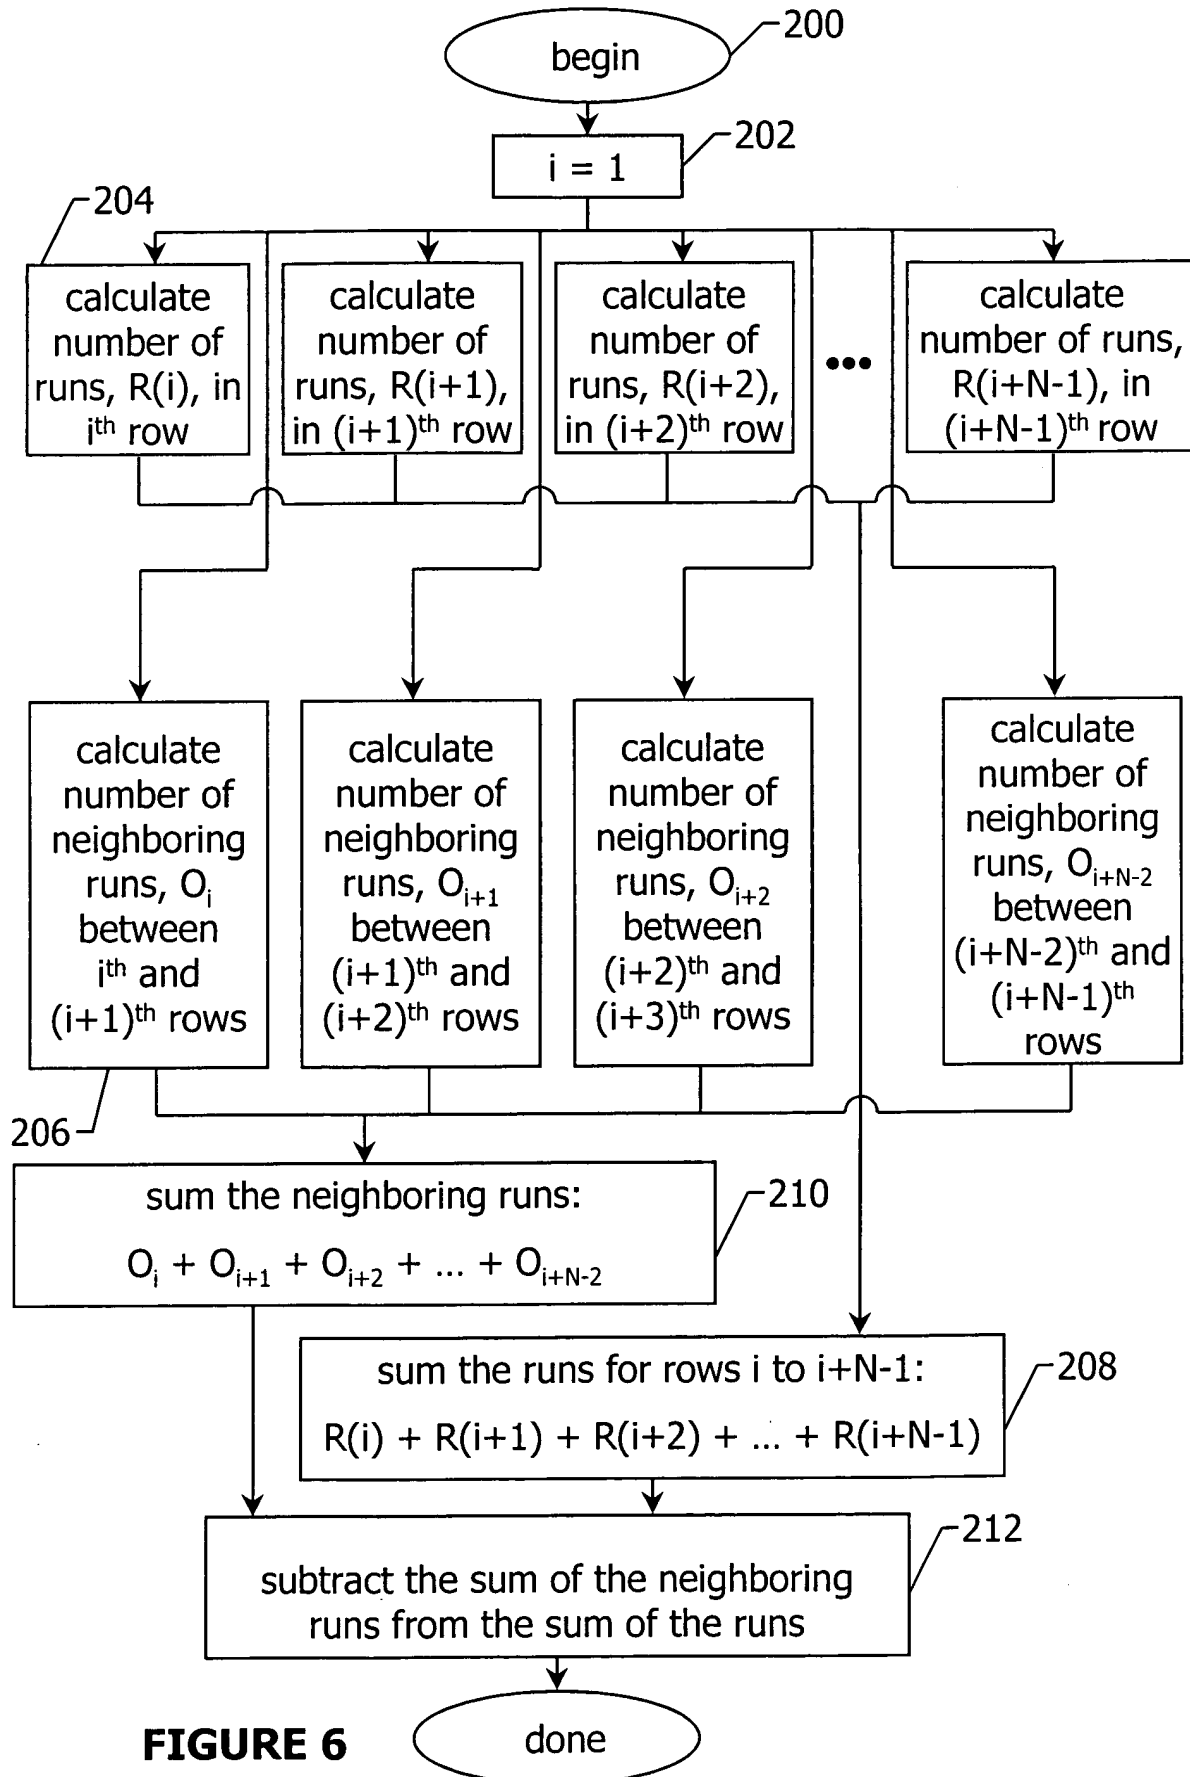 200
begin
202
i = 1
204
calculate
number of
runs, R(i), in
ith row
calculate
number of
runs, R(i+1),
in (i+1)th row
calculate
number of
runs, R(i+2),
in (i+2)th row
•••
calculate
number of runs,
R(i+N-1), in
(i+N-1)th row
calculate
number of
neighboring
runs, Oi
between
ith and
(i+1)th rows
calculate
number of
neighboring
runs, Oi+1
between
(i+1)th and
(i+2)th rows
calculate
number of
neighboring
runs, Oi+2
between
(i+2)th and
(i+3)th rows
calculate
number of
neighboring
runs, Oi+N-2
between
(i+N-2)th and
(i+N-1)th
rows
206
sum the neighboring runs:
Oi + Oi+1 + Oi+2 + ... + Oi+N-2
210
sum the runs for rows i to i+N-1:
R(i) + R(i+1) + R(i+2) + ... + R(i+N-1)
208
212
subtract the sum of the neighboring
runs from the sum of the runs
done
FIGURE 6